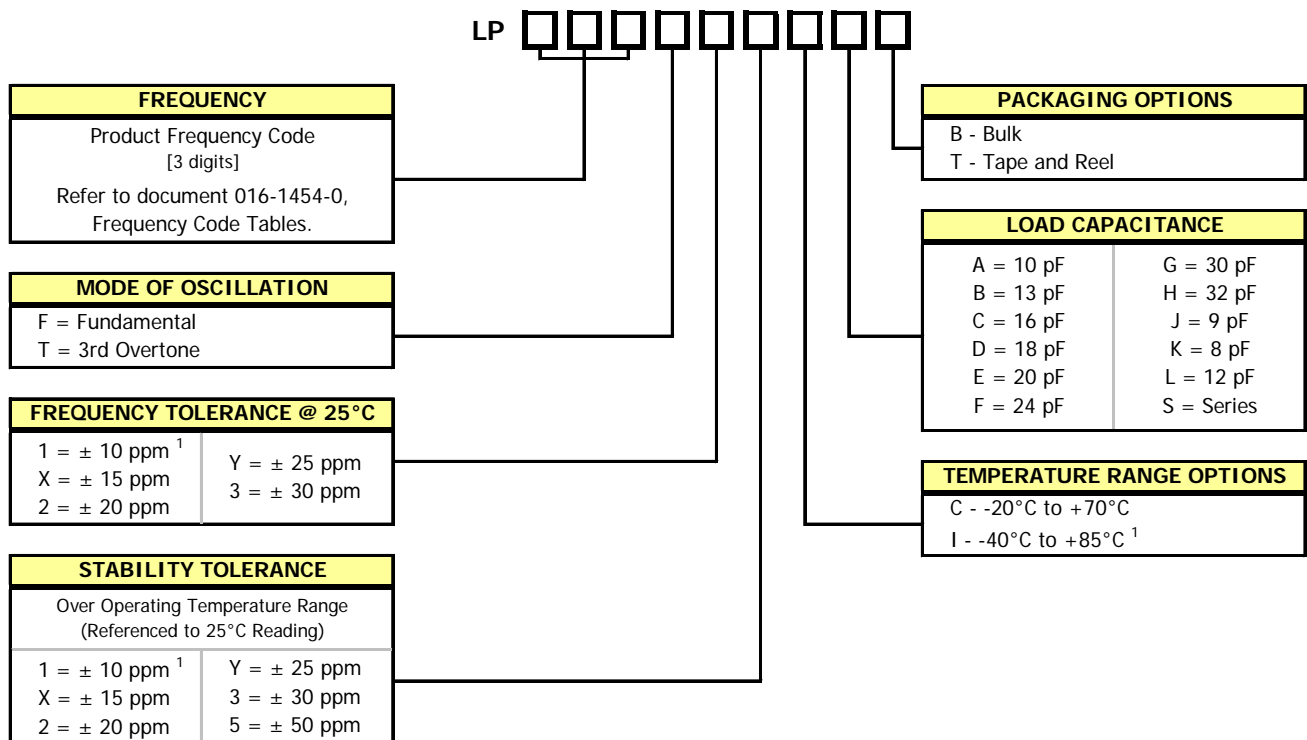 LP
FREQUENCY
Product Frequency Code
[3 digits]
Refer to document 016-1454-0,
Frequency Code Tables.
MODE OF OSCILLATION
F = Fundamental
T = 3rd Overtone
FREQUENCY TOLERANCE @ 25°C
1 = ± 10 ppm 1
X = ± 15 ppm
2 = ± 20 ppm
Y = ± 25 ppm
3 = ± 30 ppm
STABILITY TOLERANCE
Over Operating Temperature Range
(Referenced to 25°C Reading)
1 = ± 10 ppm 1
X = ± 15 ppm
2 = ± 20 ppm
Y = ± 25 ppm
3 = ± 30 ppm
5 = ± 50 ppm
PACKAGING OPTIONS
B - Bulk
T - Tape and Reel
LOAD CAPACITANCE
A = 10 pF
B = 13 pF
C = 16 pF
D = 18 pF
E = 20 pF
F = 24 pF
G = 30 pF
H = 32 pF
J = 9 pF
K = 8 pF
L = 12 pF
S = Series
TEMPERATURE RANGE OPTIONS
C - -20°C to +70°C
I - -40°C to +85°C 1